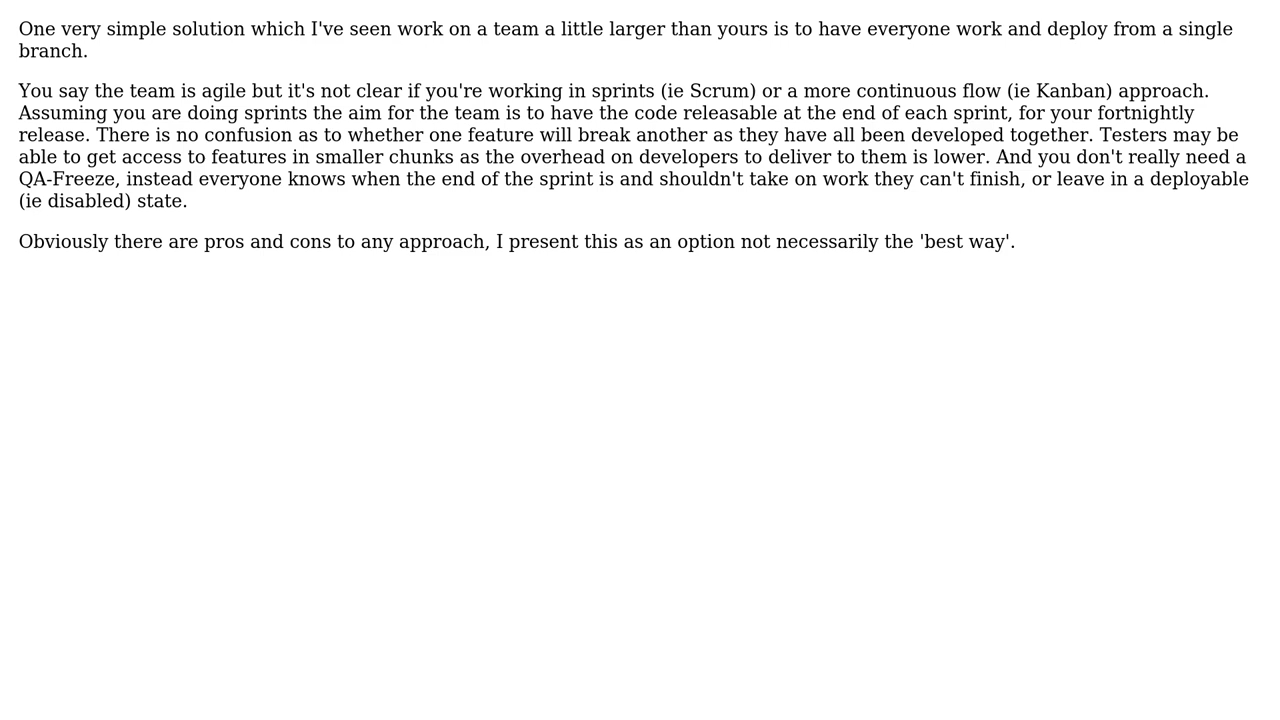 One very simple solution which I've seen work on a team a little larger than yours is to have everyone work and deploy from a single
branch.
You say the team is agile but it's not clear if you're working in sprints (ie Scrum) or a more continuous flow (ie Kanban) approach.
Assuming you are doing sprints the aim for the team is to have the code releasable at the end of each sprint, for your fortnightly
release. There is no confusion as to whether one feature will break another as they have all been developed together. Testers may be
able to get access to features in smaller chunks as the overhead on developers to deliver to them is lower. And you don't really need a
QA-Freeze, instead everyone knows when the end of the sprint is and shouldn't take on work they can't finish, or leave in a deployable
(ie disabled) state.
Obviously there are pros and cons to any approach, I present this as an option not necessarily the 'best way'.